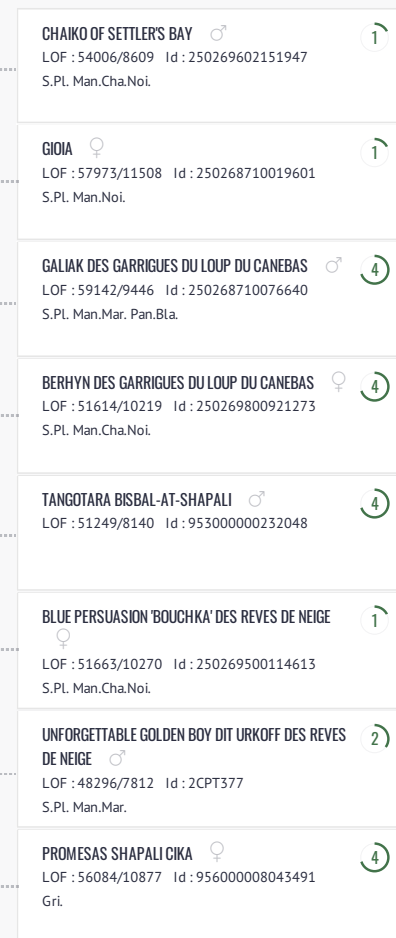 CHAIKO OF SETTLER'S BAY
1
LOF : 54006/8609 Id : 250269602151947
S.Pl. Man.Cha.Noi.
GIOIA
1
LOF : 57973/11508 Id : 250268710019601
S.Pl. Man.Noi.
GALIAK DES GARRIGUES DU LOUP DU CANEBAS
4
LOF : 59142/9446 Id : 250268710076640
S.Pl. Man.Mar. Pan.Bla.
BERHYN DES GARRIGUES DU LOUP DU CANEBAS
4
LOF : 51614/10219 Id : 250269800921273
S.Pl. Man.Cha.Noi.
TANGOTARA BISBAL-AT-SHAPALI
4
LOF : 51249/8140 Id : 953000000232048
BLUE PERSUASION 'BOUCHKA' DES REVES DE NEIGE
1
LOF : 51663/10270 Id : 250269500114613
S.Pl. Man.Cha.Noi.
UNFORGETTABLE GOLDEN BOY DIT URKOFF DES REVES
2
DE NEIGE
LOF : 48296/7812 Id : 2CPT377
S.Pl. Man.Mar.
PROMESAS SHAPALI CIKA
4
LOF : 56084/10877 Id : 956000008043491
Gri.